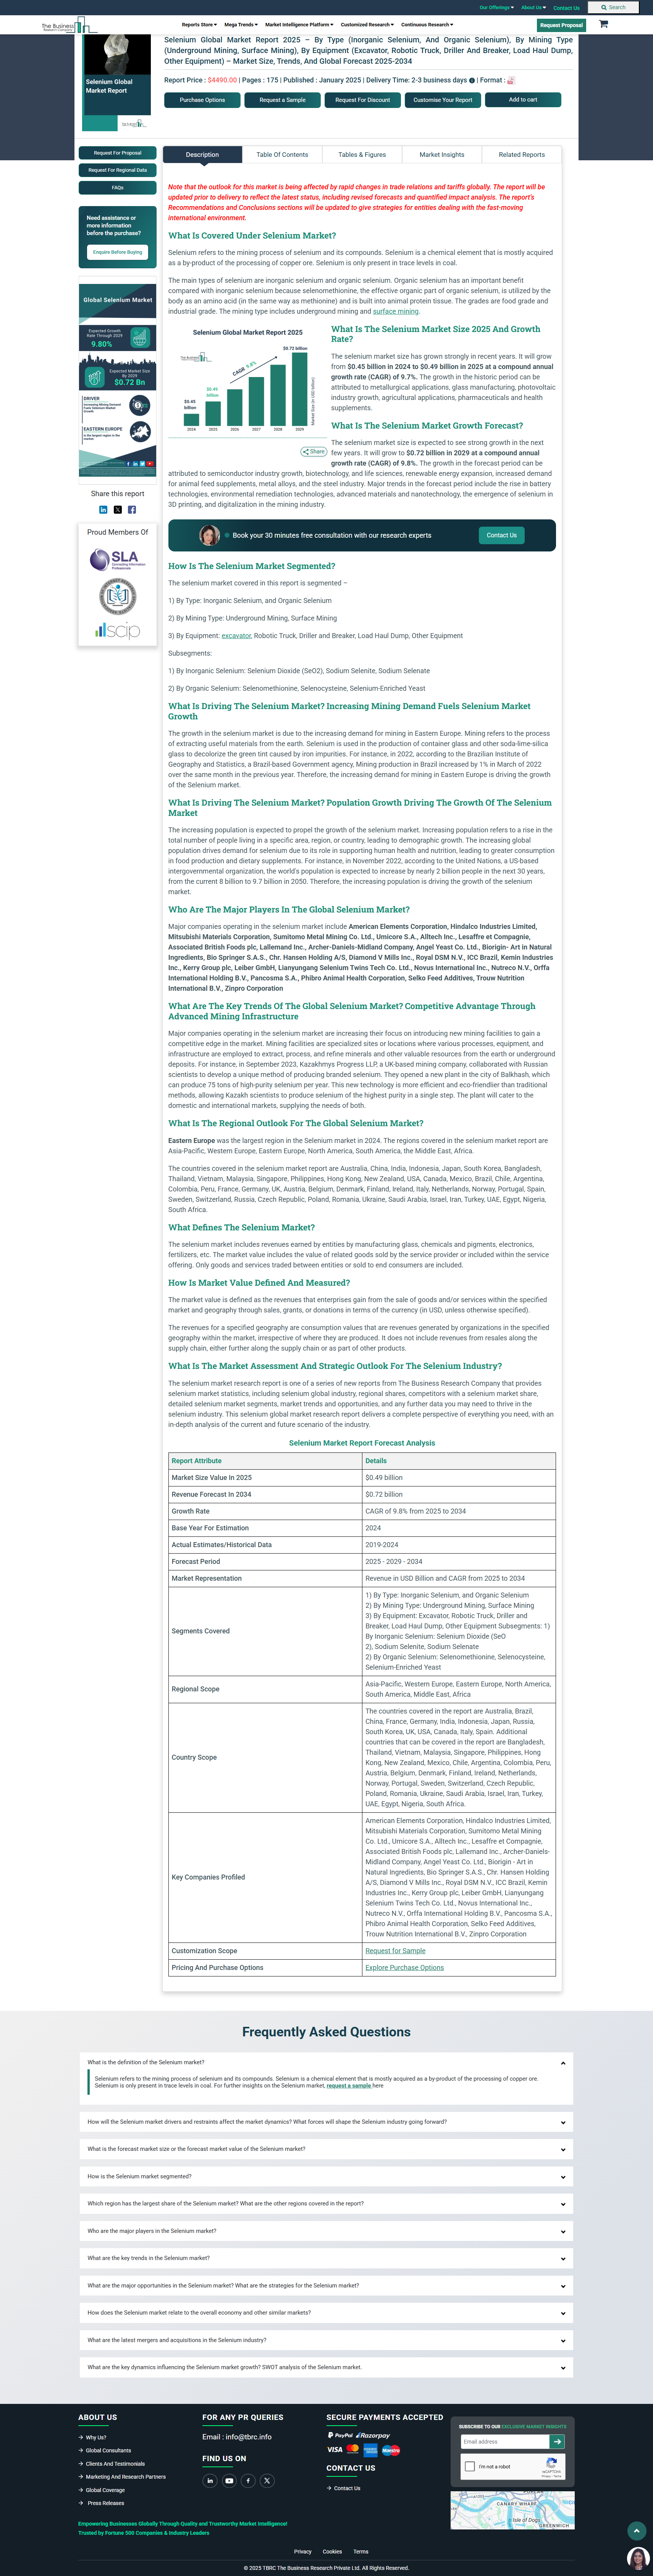 Our Offerings About Us Contact Us Search
The Business
Reports Store Mega Trends Market Intelligence Platform Customized Research Continuous Research Request Proposal
Selenium Global
Market Report
Selenium Global Market Report 2025 – By Type (Inorganic Selenium, And Organic Selenium), By Mining Type
(Underground Mining, Surface Mining), By Equipment (Excavator, Robotic Truck, Driller And Breaker, Load Haul Dump,
Other Equipment) – Market Size, Trends, And Global Forecast 2025-2034
Report Price : $4490.00 | Pages : 175 | Published : January 2025 | Delivery Time: 2-3 business days | Format :
Purchase Options Request a Sample Request For Discount Customise Your Report Add to cart
Request For Proposal
Request For Regional Data
FAQs
Need assistance or
more information
before the purchase?
Enquire Before Buying
Global Selenium Market
Expected Growth
Rate Through 2029
9.80%
Expected Market Size
By 2029
$0.72 Bn
DRIVER
Increasing Mining Demand
Fuels Selenium Market
Growth
EASTERN EUROPE
is the largest region in the
market
Share this report
Proud Members Of
SLA
scip
Description Table Of Contents Tables & Figures Market Insights Related Reports
Note that the outlook for this market is being affected by rapid changes in trade relations and tariffs globally. The report will be
updated prior to delivery to reflect the latest status, including revised forecasts and quantified impact analysis. The report's
Recommendations and Conclusions sections will be updated to give strategies for entities dealing with the fast-moving
international environment.
What Is Covered Under Selenium Market?
Selenium refers to the mining process of selenium and its compounds. Selenium is a chemical element that is mostly acquired
as a by-product of the processing of copper ore. Selenium is only present in trace levels in coal.
The main types of selenium are inorganic selenium and organic selenium. Organic selenium has an important benefit
compared with inorganic selenium because selenomethionine, the chief component of organic selenium, is utilized by the
body as an amino acid (in the same way as methionine) and is built into animal protein tissue. The grades are food grade and
industrial grade. The mining type includes underground mining and surface mining.
Selenium Global Market Report 2025
$0.72 billion
CAGR 9.8%
$0.49
billion
$0.45
billion
2024 2025 2026 2027 2028 2029
Market Size (in USD billion)
Share
What Is The Selenium Market Size 2025 And Growth
Rate?
The selenium market size has grown strongly in recent years. It will grow
from $0.45 billion in 2024 to $0.49 billion in 2025 at a compound annual
growth rate (CAGR) of 9.7%. The growth in the historic period can be
attributed to metallurgical applications, glass manufacturing, photovoltaic
industry growth, agricultural applications, pharmaceuticals and health
supplements.
What Is The Selenium Market Growth Forecast?
The selenium market size is expected to see strong growth in the next
few years. It will grow to $0.72 billion in 2029 at a compound annual
growth rate (CAGR) of 9.8%. The growth in the forecast period can be
attributed to semiconductor industry growth, biotechnology, and life sciences, renewable energy expansion, increased demand
for animal feed supplements, metal alloys, and the steel industry. Major trends in the forecast period include the rise in battery
technologies, environmental remediation technologies, advanced materials and nanotechnology, the emergence of selenium in
3D printing, and digitalization in the mining industry.
Book your 30 minutes free consultation with our research experts Contact Us
How Is The Selenium Market Segmented?
The selenium market covered in this report is segmented –
1) By Type: Inorganic Selenium, and Organic Selenium
2) By Mining Type: Underground Mining, Surface Mining
3) By Equipment: excavator, Robotic Truck, Driller and Breaker, Load Haul Dump, Other Equipment
Subsegments:
1) By Inorganic Selenium: Selenium Dioxide (SeO2), Sodium Selenite, Sodium Selenate
2) By Organic Selenium: Selenomethionine, Selenocysteine, Selenium-Enriched Yeast
What Is Driving The Selenium Market? Increasing Mining Demand Fuels Selenium Market
Growth
The growth in the selenium market is due to the increasing demand for mining in Eastern Europe. Mining refers to the process
of extracting useful materials from the earth. Selenium is used in the production of container glass and other soda-lime-silica
glass to decolorize the green tint caused by iron impurities. For instance, in 2022, according to the Brazilian Institute of
Geography and Statistics, a Brazil-based Government agency, Mining production in Brazil increased by 1% in March of 2022
over the same month in the previous year. Therefore, the increasing demand for mining in Eastern Europe is driving the growth
of the Selenium market.
What Is Driving The Selenium Market? Population Growth Driving The Growth Of The Selenium
Market
The increasing population is expected to propel the growth of the selenium market. Increasing population refers to a rise in the
total number of people living in a specific area, region, or country, leading to demographic growth. The increasing global
population drives demand for selenium due to its role in supporting human health and nutrition, leading to greater consumption
in food production and dietary supplements. For instance, in November 2022, according to the United Nations, a US-based
intergovernmental organization, the world's population is expected to increase by nearly 2 billion people in the next 30 years,
from the current 8 billion to 9.7 billion in 2050. Therefore, the increasing population is driving the growth of the selenium
market.
Who Are The Major Players In The Global Selenium Market?
Major companies operating in the selenium market include American Elements Corporation, Hindalco Industries Limited,
Mitsubishi Materials Corporation, Sumitomo Metal Mining Co. Ltd., Umicore S.A., Alltech Inc., Lesaffre et Compagnie,
Associated British Foods plc, Lallemand Inc., Archer-Daniels-Midland Company, Angel Yeast Co. Ltd., Biorigin- Art in Natural
Ingredients, Bio Springer S.A.S., Chr. Hansen Holding A/S, Diamond V Mills Inc., Royal DSM N.V., ICC Brazil, Kemin Industries
Inc., Kerry Group plc, Leiber GmbH, Lianyungang Selenium Twins Tech Co. Ltd., Novus International Inc., Nutreco N.V., Orffa
International Holding B.V., Pancosma S.A., Phibro Animal Health Corporation, Selko Feed Additives, Trouw Nutrition
International B.V., Zinpro Corporation
What Are The Key Trends Of The Global Selenium Market? Competitive Advantage Through
Advanced Mining Infrastructure
Major companies operating in the selenium market are increasing their focus on introducing new mining facilities to gain a
competitive edge in the market. Mining facilities are specialized sites or locations where various processes, equipment, and
infrastructure are employed to extract, process, and refine minerals and other valuable resources from the earth or underground
deposits. For instance, in September 2023, Kazakhmys Progress LLP, a UK-based mining company, collaborated with Russian
scientists to develop a unique method of producing branded selenium. They opened a new plant in the city of Balkhash, which
can produce 75 tons of high-purity selenium per year. This new technology is more efficient and eco-friendlier than traditional
methods, allowing Kazakh scientists to produce selenium of the highest purity in a single step. The plant will cater to the
domestic and international markets, supplying the needs of both.
What Is The Regional Outlook For The Global Selenium Market?
Eastern Europe was the largest region in the Selenium market in 2024. The regions covered in the selenium market report are
Asia-Pacific, Western Europe, Eastern Europe, North America, South America, the Middle East, Africa.
The countries covered in the selenium market report are Australia, China, India, Indonesia, Japan, South Korea, Bangladesh,
Thailand, Vietnam, Malaysia, Singapore, Philippines, Hong Kong, New Zealand, USA, Canada, Mexico, Brazil, Chile, Argentina,
Colombia, Peru, France, Germany, UK, Austria, Belgium, Denmark, Finland, Ireland, Italy, Netherlands, Norway, Portugal, Spain,
Sweden, Switzerland, Russia, Czech Republic, Poland, Romania, Ukraine, Saudi Arabia, Israel, Iran, Turkey, UAE, Egypt, Nigeria,
South Africa.
What Defines The Selenium Market?
The selenium market includes revenues earned by entities by manufacturing glass, chemicals and pigments, electronics,
fertilizers, etc. The market value includes the value of related goods sold by the service provider or included within the service
offering. Only goods and services traded between entities or sold to end consumers are included.
How Is Market Value Defined And Measured?
The market value is defined as the revenues that enterprises gain from the sale of goods and/or services within the specified
market and geography through sales, grants, or donations in terms of the currency (in USD, unless otherwise specified).
The revenues for a specified geography are consumption values that are revenues generated by organizations in the specified
geography within the market, irrespective of where they are produced. It does not include revenues from resales along the
supply chain, either further along the supply chain or as part of other products.
What Is The Market Assessment And Strategic Outlook For The Selenium Industry?
The selenium market research report is one of a series of new reports from The Business Research Company that provides
selenium market statistics, including selenium global industry, regional shares, competitors with a selenium market share,
detailed selenium market segments, market trends and opportunities, and any further data you may need to thrive in the
selenium industry. This selenium global market research report delivers a complete perspective of everything you need, with an
in-depth analysis of the current and future scenario of the industry.
Selenium Market Report Forecast Analysis
Report Attribute Details
Market Size Value In 2025 $0.49 billion
Revenue Forecast In 2034 $0.72 billion
Growth Rate CAGR of 9.8% from 2025 to 2034
Base Year For Estimation 2024
Actual Estimates/Historical Data 2019-2024
Forecast Period 2025 - 2029 - 2034
Market Representation Revenue in USD Billion and CAGR from 2025 to 2034
Segments Covered
1) By Type: Inorganic Selenium, and Organic Selenium
2) By Mining Type: Underground Mining, Surface Mining
3) By Equipment: Excavator, Robotic Truck, Driller and
Breaker, Load Haul Dump, Other Equipment Subsegments: 1)
By Inorganic Selenium: Selenium Dioxide (SeO
2), Sodium Selenite, Sodium Selenate
2) By Organic Selenium: Selenomethionine, Selenocysteine,
Selenium-Enriched Yeast
Regional Scope
Asia-Pacific, Western Europe, Eastern Europe, North America,
South America, Middle East, Africa
Country Scope
The countries covered in the report are Australia, Brazil,
China, France, Germany, India, Indonesia, Japan, Russia,
South Korea, UK, USA, Canada, Italy, Spain. Additional
countries that can be covered in the report are Bangladesh,
Thailand, Vietnam, Malaysia, Singapore, Philippines, Hong
Kong, New Zealand, Mexico, Chile, Argentina, Colombia, Peru,
Austria, Belgium, Denmark, Finland, Ireland, Netherlands,
Norway, Portugal, Sweden, Switzerland, Czech Republic,
Poland, Romania, Ukraine, Saudi Arabia, Israel, Iran, Turkey,
UAE, Egypt, Nigeria, South Africa.
Key Companies Profiled
American Elements Corporation, Hindalco Industries Limited,
Mitsubishi Materials Corporation, Sumitomo Metal Mining
Co. Ltd., Umicore S.A., Alltech Inc., Lesaffre et Compagnie,
Associated British Foods plc, Lallemand Inc., Archer-Daniels-
Midland Company, Angel Yeast Co. Ltd., Biorigin - Art in
Natural Ingredients, Bio Springer S.A.S., Chr. Hansen Holding
A/S, Diamond V Mills Inc., Royal DSM N.V., ICC Brazil, Kemin
Industries Inc., Kerry Group plc, Leiber GmbH, Lianyungang
Selenium Twins Tech Co. Ltd., Novus International Inc.,
Nutreco N.V., Orffa International Holding B.V., Pancosma S.A.,
Phibro Animal Health Corporation, Selko Feed Additives,
Trouw Nutrition International B.V., Zinpro Corporation
Customization Scope Request for Sample
Pricing And Purchase Options Explore Purchase Options
Frequently Asked Questions
What is the definition of the Selenium market?
Selenium refers to the mining process of selenium and its compounds. Selenium is a chemical element that is mostly acquired as a by-product of the processing of copper ore.
Selenium is only present in trace levels in coal. For further insights on the Selenium market, request a sample here
How will the Selenium market drivers and restraints affect the market dynamics? What forces will shape the Selenium industry going forward?
What is the forecast market size or the forecast market value of the Selenium market?
How is the Selenium market segmented?
Which region has the largest share of the Selenium market? What are the other regions covered in the report?
Who are the major players in the Selenium market?
What are the key trends in the Selenium market?
What are the major opportunities in the Selenium market? What are the strategies for the Selenium market?
How does the Selenium market relate to the overall economy and other similar markets?
What are the latest mergers and acquisitions in the Selenium industry?
What are the key dynamics influencing the Selenium market growth? SWOT analysis of the Selenium market.
ABOUT US
Why Us?
Global Consultants
Clients And Testimonials
Marketing And Research Partners
Global Coverage
Press Releases
FOR ANY PR QUERIES
Email : info@tbrc.info
FIND US ON
SECURE PAYMENTS ACCEPTED
PayPal Razorpay
VISA
CONTACT US
Contact Us
SUBSCRIBE TO OUR EXCLUSIVE MARKET INSIGHTS
Email address
I'm not a robot
reCAPTCHA
Privacy - Terms
CANARY WHARF
Isle of Dogs
GREENWICH
Empowering Businesses Globally Through Quality and Trustworthy Market Intelligence!
Trusted by Fortune 500 Companies & Industry Leaders
Privacy Cookies Terms
© 2025 TBRC The Business Research Private Ltd. All Rights Reserved.